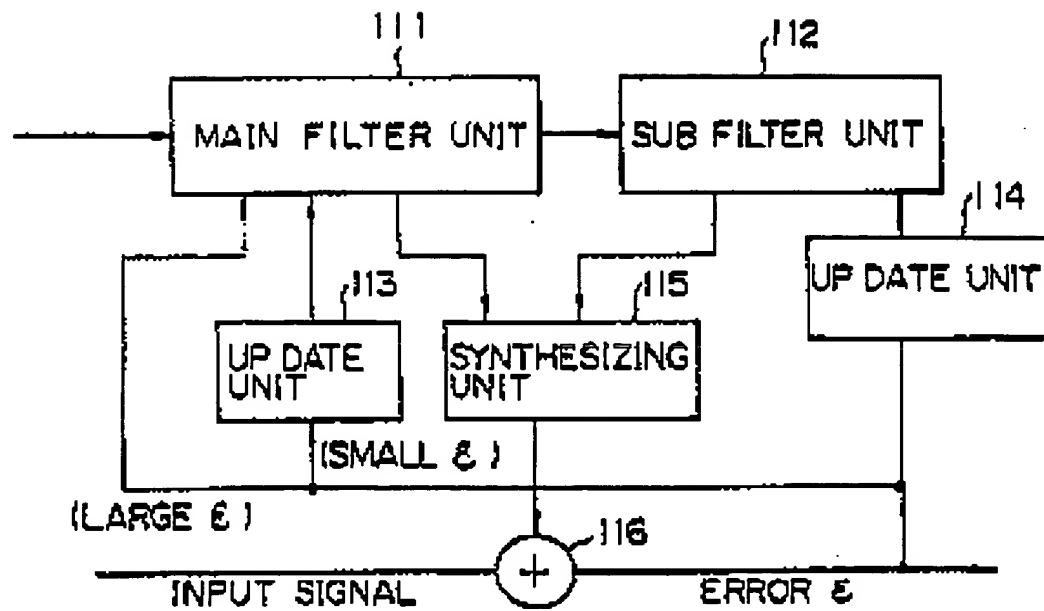 111
112
MAIN FILTER UNIT
SUB FILTER UNIT
114
UP DATE UNIT
113
115
UP DATE
UNIT
SYNTHESIZING
UNIT
(SMALL ε)
(LARGE ε)
116
+
INPUT SIGNAL
ERROR ε